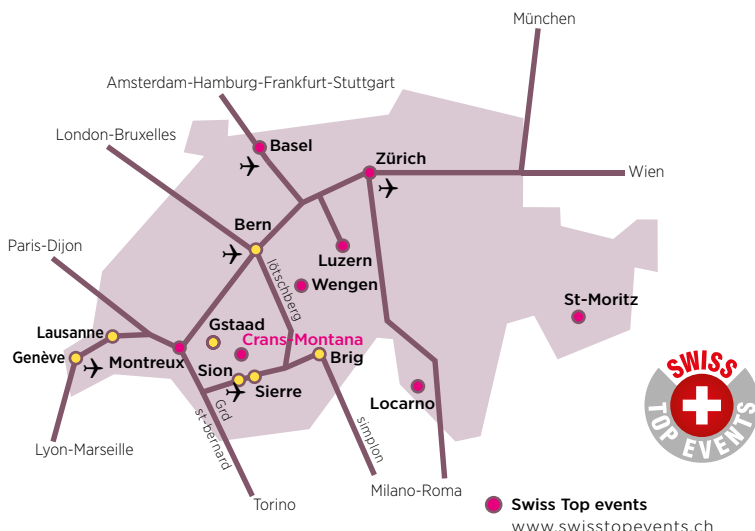 München
Amsterdam-Hamburg-Frankfurt-Stuttgart
London-Bruxelles
Basel
Zürich
Wien
Bern
Paris-Dijon
Luzern
lötschberg
Wengen
St-Moritz
Lausanne
Gstaad
Crans-Montana
Genève
Montreux
Brig
Sion
Sierre
Locarno
Grd
st-bernard
simplon
Lyon-Marseille
Torino
Milano-Roma
SWISS
TOP EVENTS
Swiss Top events
www.swisstopevents.ch